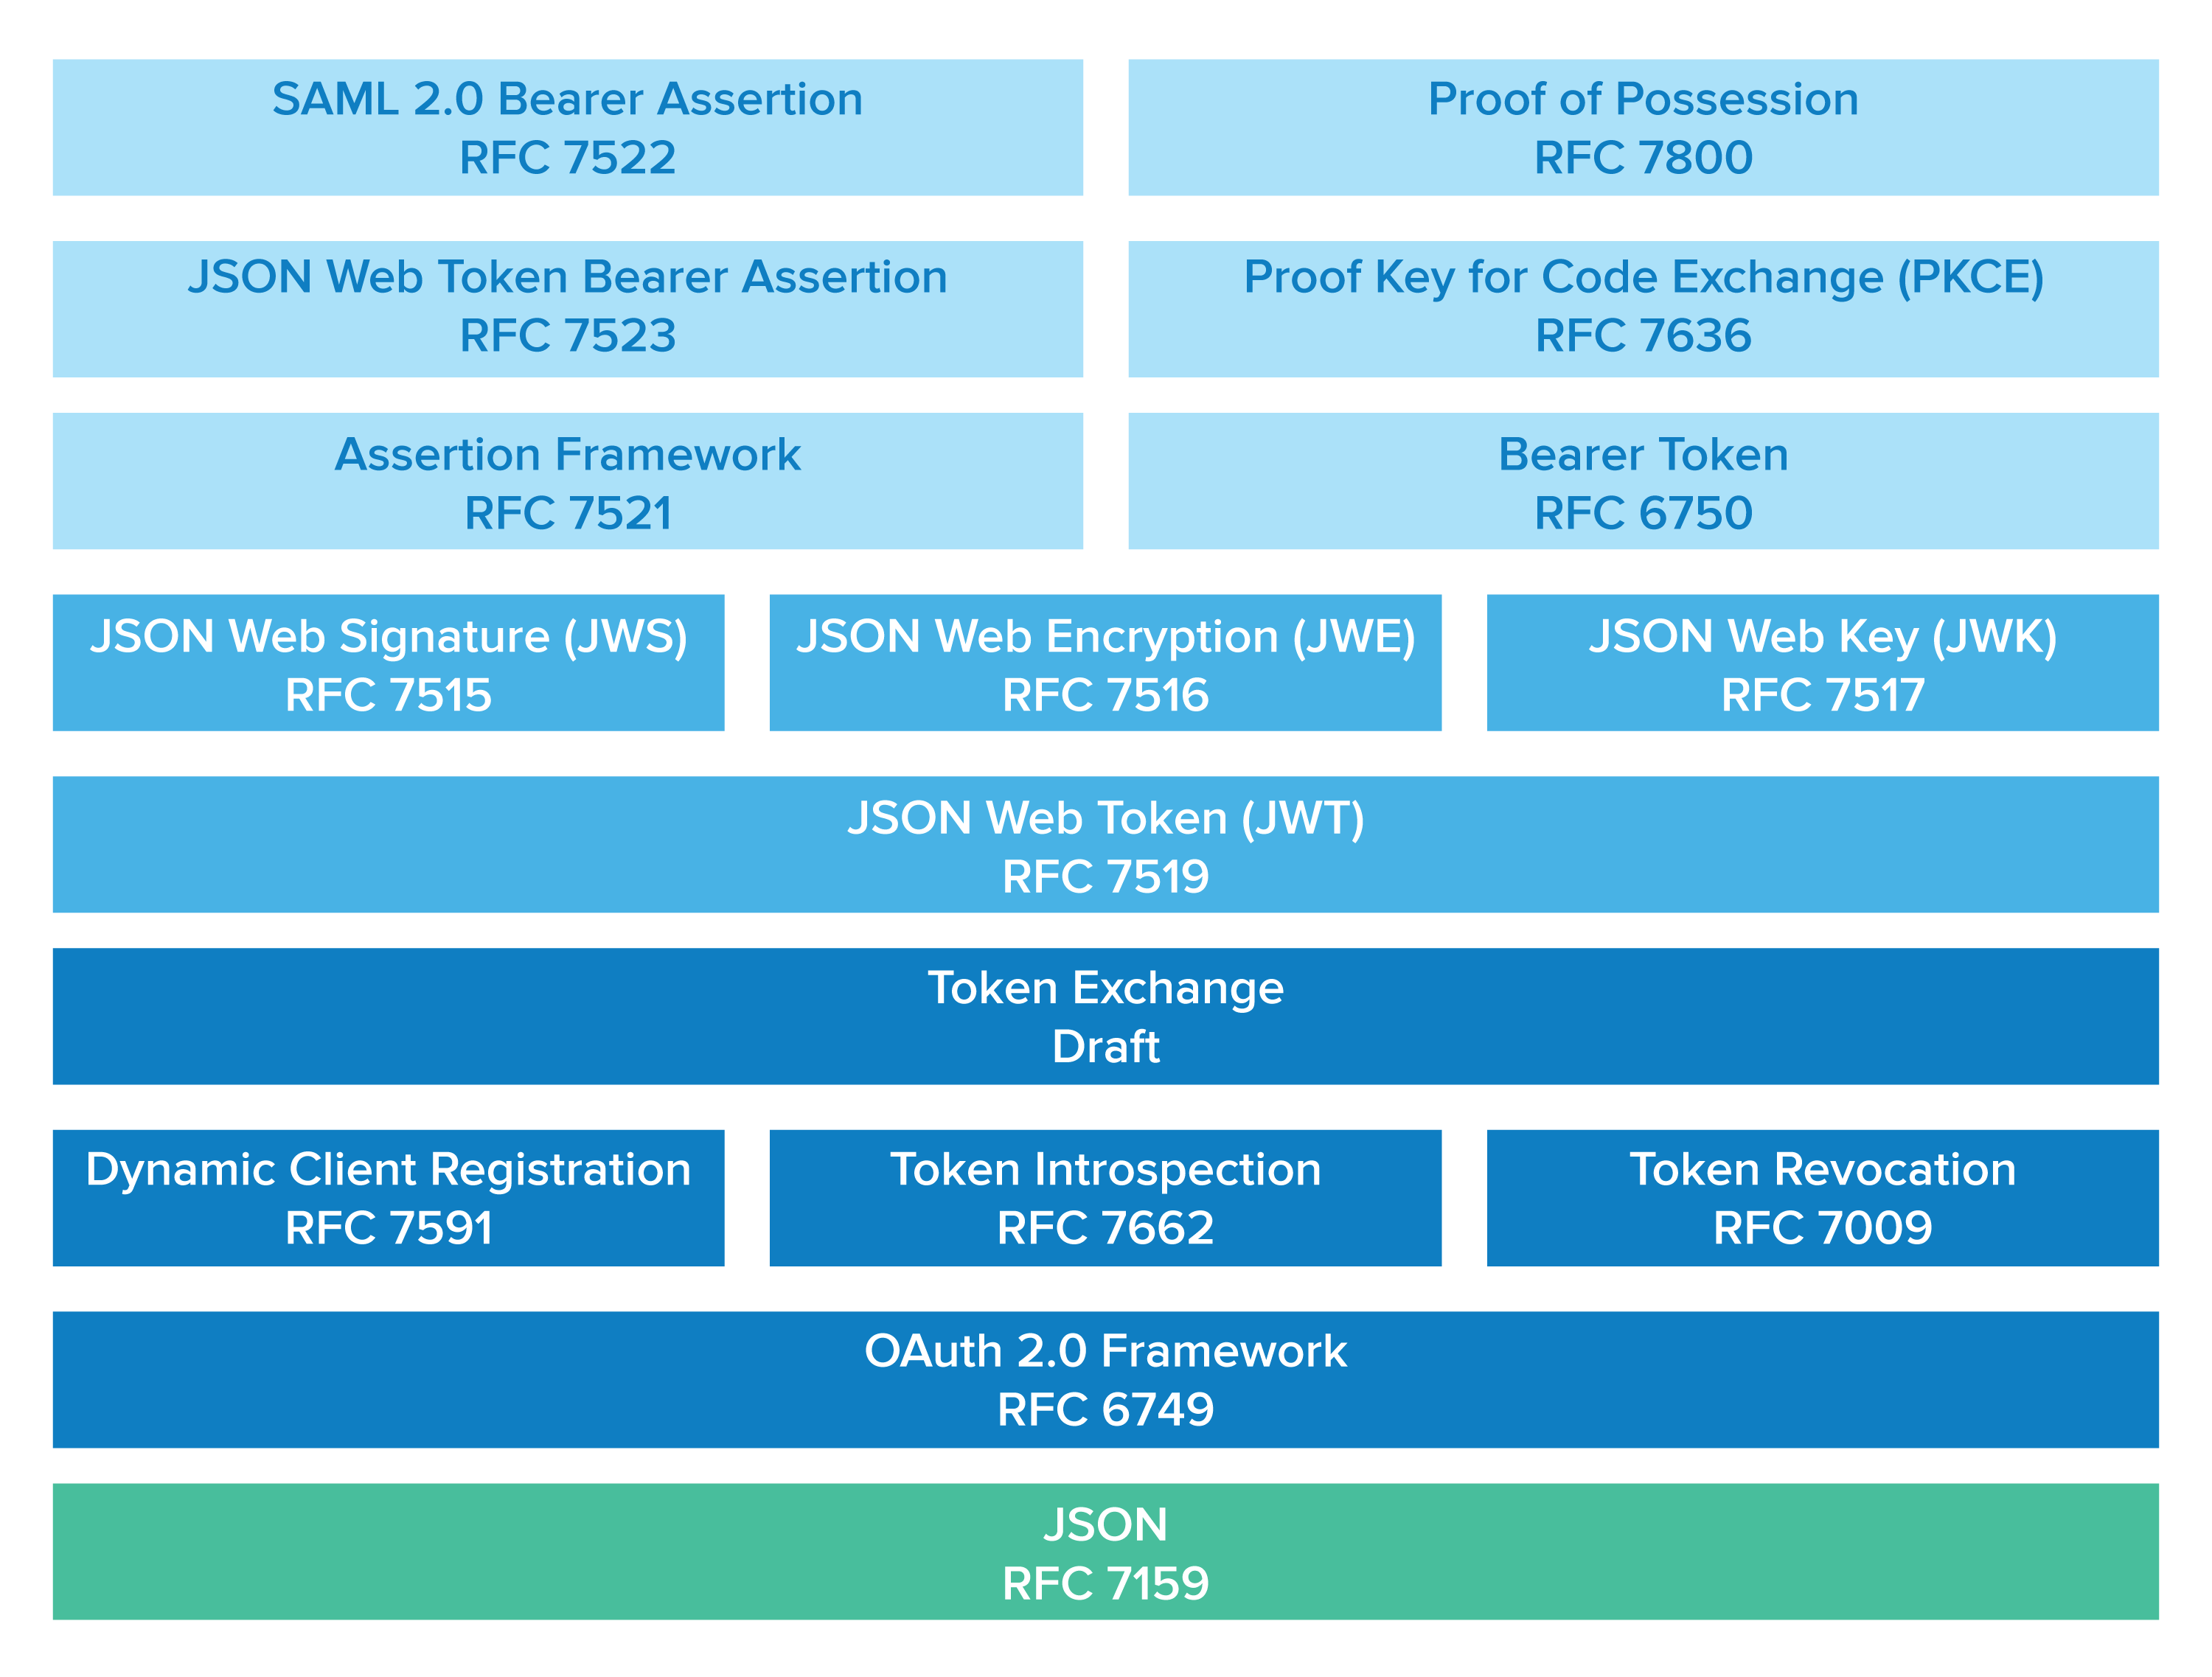 SAML 2.0 Bearer Assertion
RFC 7522
Proof of Possession
RFC 7800
JSON Web Token Bearer Assertion
RFC 7523
Proof Key for Code Exchange (PKCE)
RFC 7636
Assertion Framework
RFC 7521
Bearer Token
RFC 6750
JSON Web Signature (JWS)
RFC 7515
JSON Web Encryption (JWE)
RFC 7516
JSON Web Key (JWK)
RFC 7517
JSON Web Token (JWT)
RFC 7519
Token Exchange
Draft
Dynamic Client Registration
RFC 7591
Token Introspection
RFC 7662
Token Revocation
RFC 7009
OAuth 2.0 Framework
RFC 6749
JSON
RFC 7159